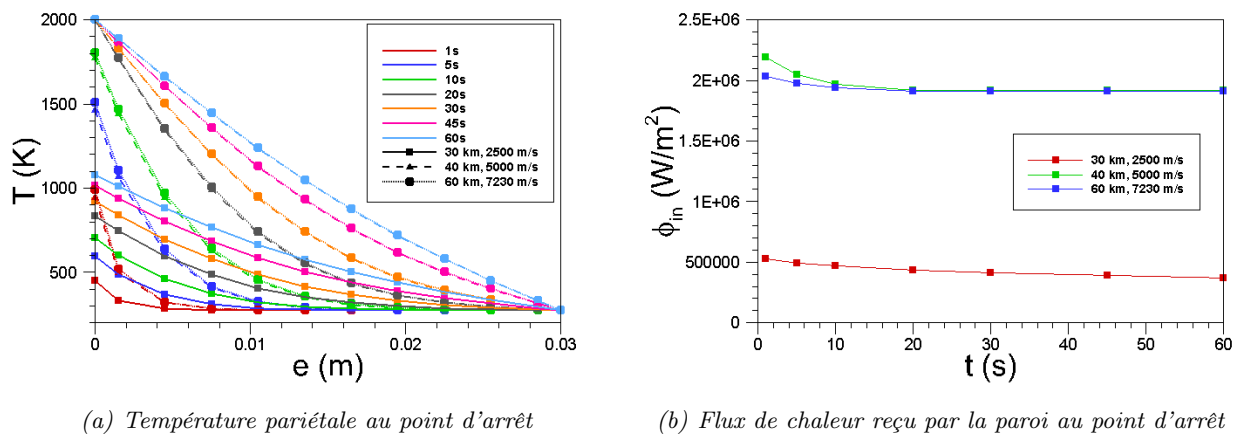 2000
1500
1000
500
T (K)
0
0.01
0.02
0.03
e (m)
1s
5s
10s
20s
30s
45s
60s
30 km, 2500 m/s
40 km, 5000 m/s
60 km, 7230 m/s
(a) Température pariétale au point d'arrêt
2.5E+06
2E+06
1.5E+06
1E+06
500000
0
ϕin (W/m²)
0
10
20
30
40
50
60
t (s)
30 km, 2500 m/s
40 km, 5000 m/s
60 km, 7230 m/s
(b) Flux de chaleur reçu par la paroi au point d'arrêt